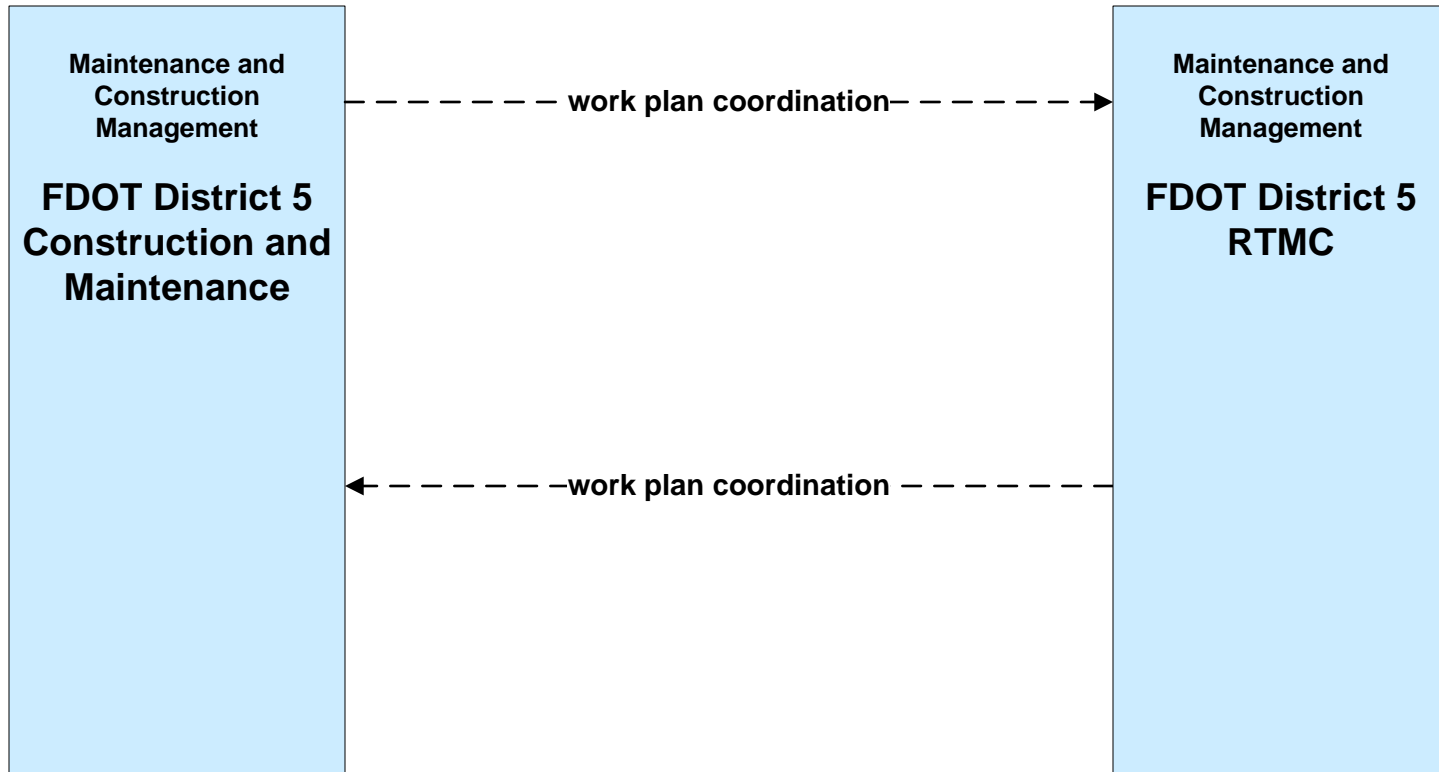 Maintenance and
Construction
Management
FDOT District 5
Construction and
Maintenance
work plan coordination
work plan coordination
Maintenance and
Construction
Management
FDOT District 5
RTMC